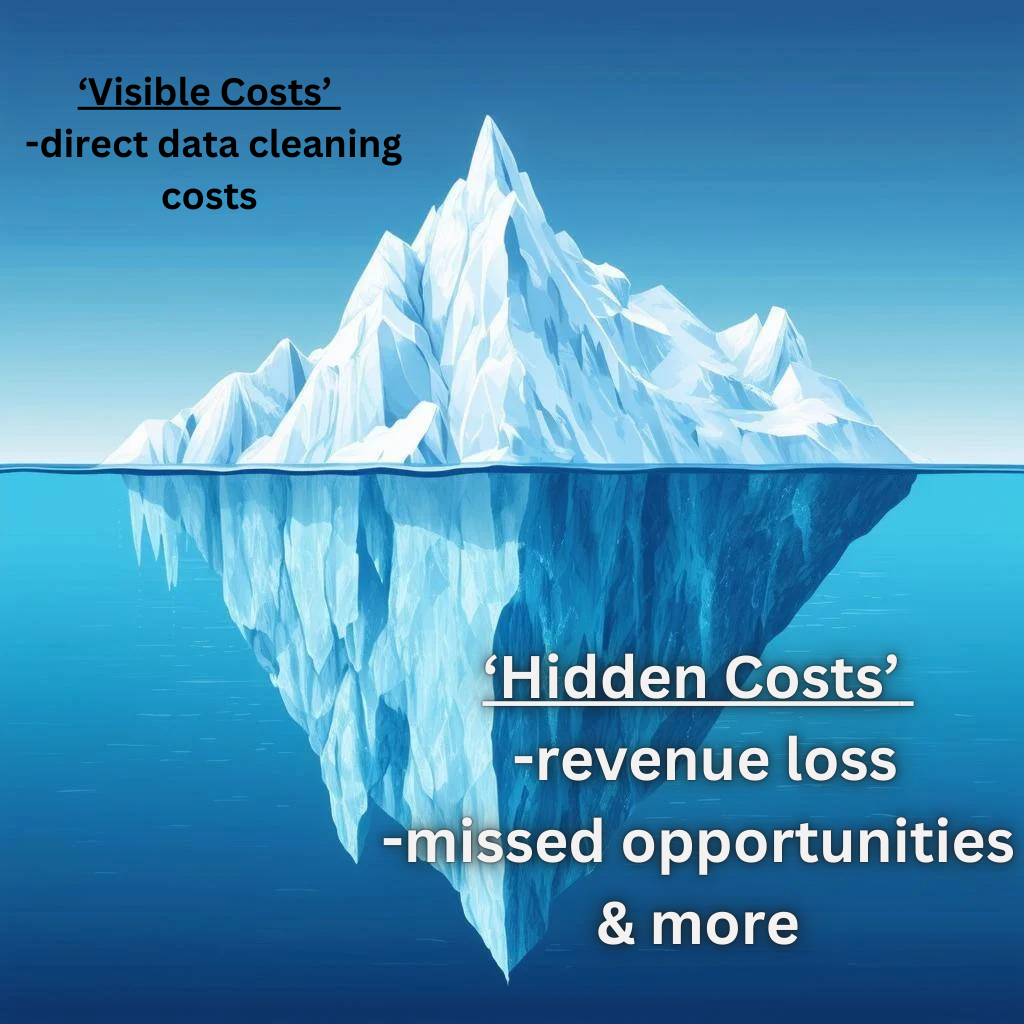 ‘Visible Costs’
-direct data cleaning
costs
‘Hidden Costs’
-revenue loss
-missed opportunities
& more